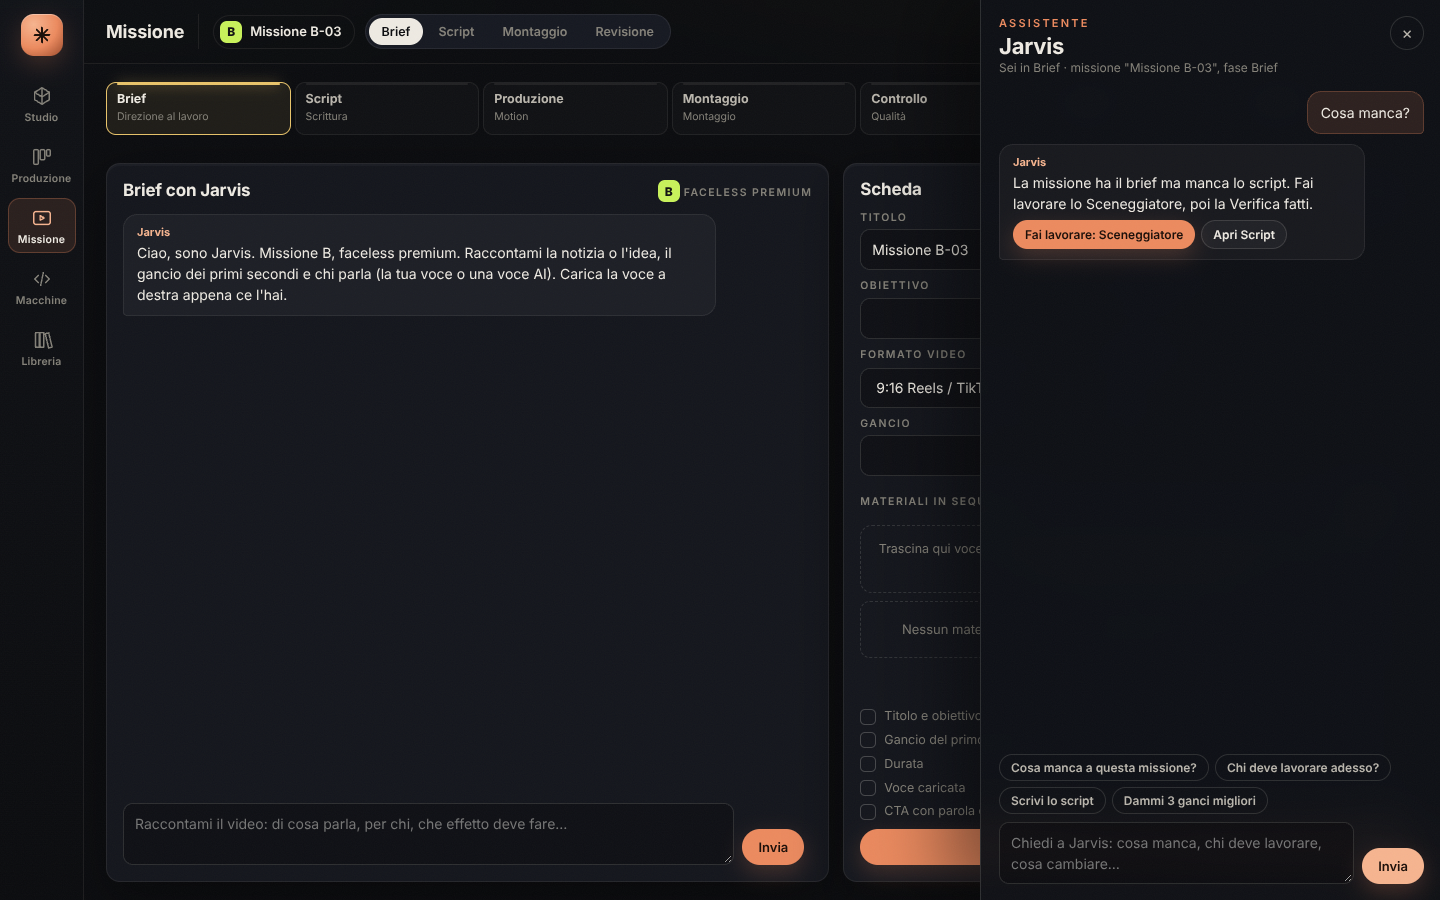 Studio
Produzione
Missione
Macchine
Libreria
Missione
B Missione B-03
Brief
Script
Montaggio
Revisione
Brief
Direzione al lavoro
Script
Scrittura
Produzione
Motion
Montaggio
Montaggio
Controllo
Qualità
Brief con Jarvis
B FACELESS PREMIUM
Jarvis
Ciao, sono Jarvis. Missione B, faceless premium. Raccontami la notizia o l'idea, il
gancio dei primi secondi e chi parla (la tua voce o una voce AI). Carica la voce a
destra appena ce l'hai.
Raccontami il video: di cosa parla, per chi, che effetto deve fare...
Invia
Scheda
TITOLO
Missione B-03
OBIETTIVO
FORMATO VIDEO
9:16 Reels / TikT
GANCIO
MATERIALI IN SEQU
Trascina qui voce
Nessun mate
Titolo e obiettivo
Gancio del primo
Durata
Voce caricata
CTA con parola
ASSISTENTE
Jarvis
Sei in Brief · missione "Missione B-03", fase Brief
Cosa manca?
Jarvis
La missione ha il brief ma manca lo script. Fai
lavorare lo Sceneggiatore, poi la Verifica fatti.
Fai lavorare: Sceneggiatore
Apri Script
Cosa manca a questa missione?
Chi deve lavorare adesso?
Scrivi lo script
Dammi 3 ganci migliori
Chiedi a Jarvis: cosa manca, chi deve lavorare,
cosa cambiare...
Invia